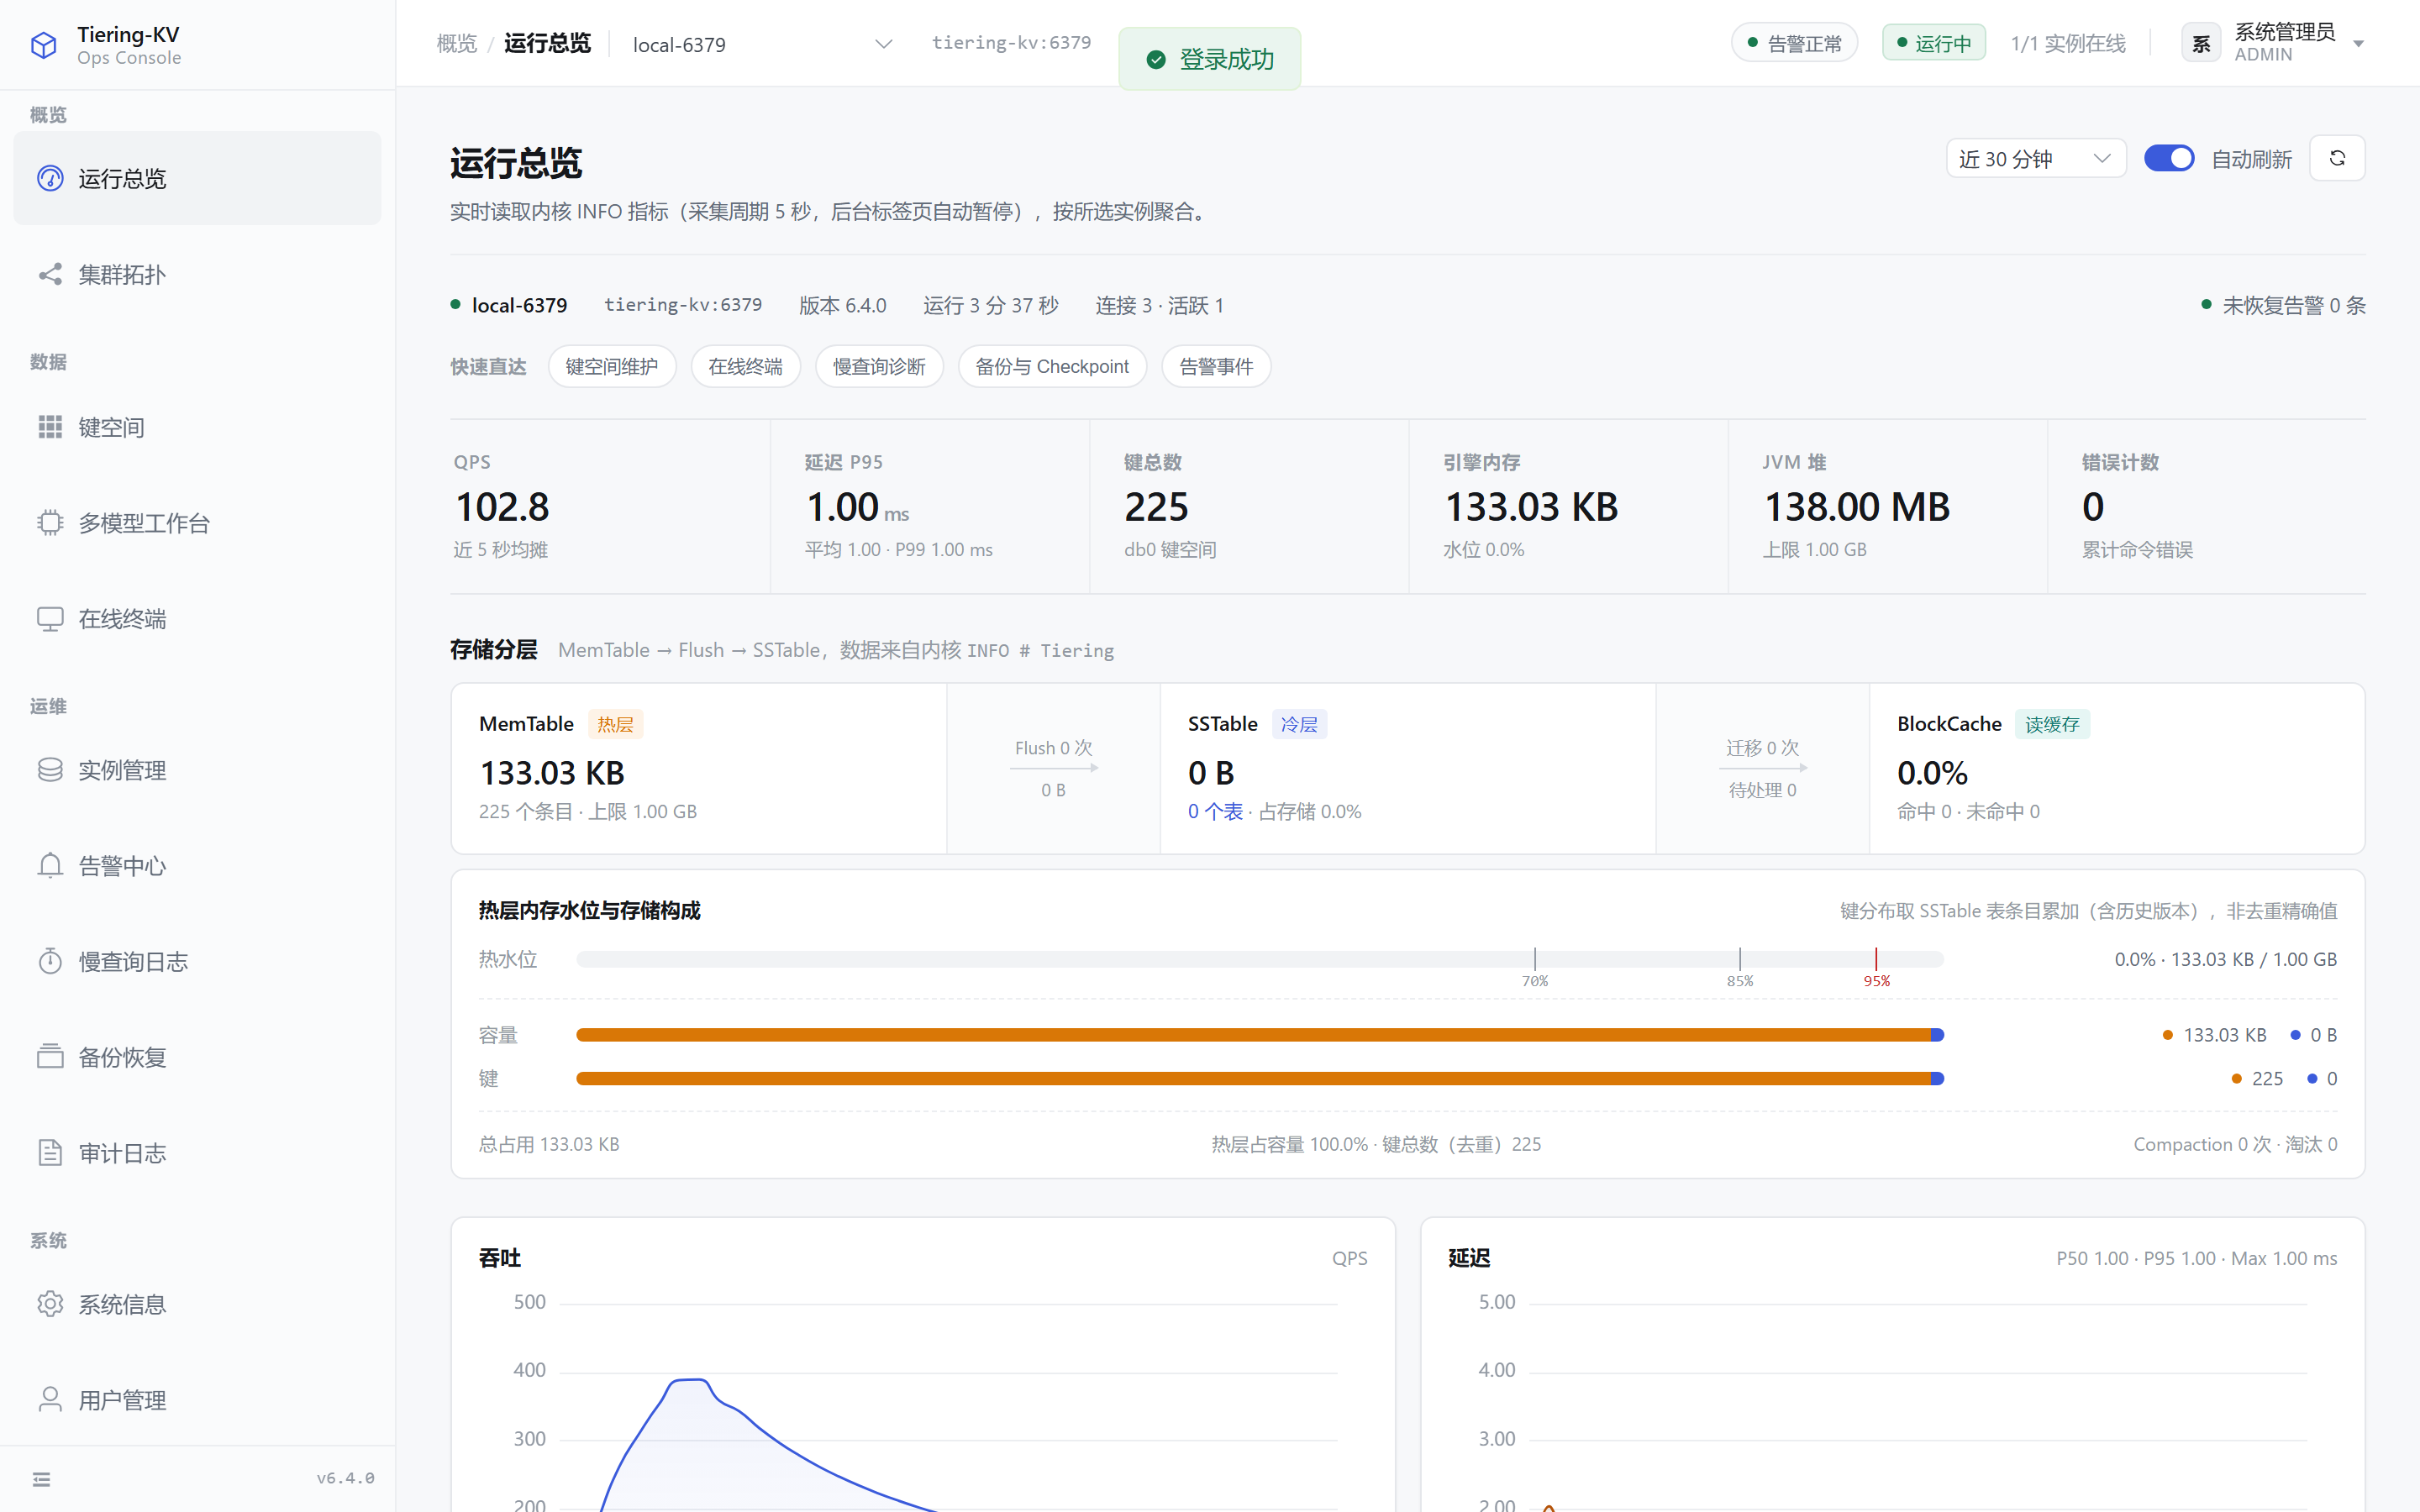 Tiering-KV
Ops Console
概览
运行总览
集群拓扑
数据
键空间
多模型工作台
在线终端
运维
实例管理
告警中心
慢查询日志
备份恢复
审计日志
系统
系统信息
用户管理
v6.4.0
概览 / 运行总览 local-6379 tiering-kv:6379
登录成功
告警正常 运行中 1/1 实例在线 系 系统管理员
ADMIN
运行总览
近 30 分钟 自动刷新
实时读取内核 INFO 指标（采集周期 5 秒，后台标签页自动暂停），按所选实例聚合。
local-6379 tiering-kv:6379 版本 6.4.0 运行 3 分 37 秒 连接 3 · 活跃 1 未恢复告警 0 条
快速直达 键空间维护 在线终端 慢查询诊断 备份与 Checkpoint 告警事件
QPS
102.8
近 5 秒均摊
延迟 P95
1.00 ms
平均 1.00 · P99 1.00 ms
键总数
225
db0 键空间
引擎内存
133.03 KB
水位 0.0%
JVM 堆
138.00 MB
上限 1.00 GB
错误计数
0
累计命令错误
存储分层 MemTable → Flush → SSTable，数据来自内核 INFO # Tiering
MemTable 热层
133.03 KB
225 个条目 · 上限 1.00 GB
Flush 0 次
0 B
SSTable 冷层
0 B
0 个表 · 占存储 0.0%
迁移 0 次
待处理 0
BlockCache 读缓存
0.0%
命中 0 · 未命中 0
热层内存水位与存储构成 键分布取 SSTable 表条目累加（含历史版本），非去重精确值
热水位 0.0% · 133.03 KB / 1.00 GB
70% 85% 95%
容量 133.03 KB 0 B
键 225 0
总占用 133.03 KB 热层占容量 100.0% · 键总数（去重）225 Compaction 0 次 · 淘汰 0
吞吐 QPS
500
400
300
200
延迟 P50 1.00 · P95 1.00 · Max 1.00 ms
5.00
4.00
3.00
2.00